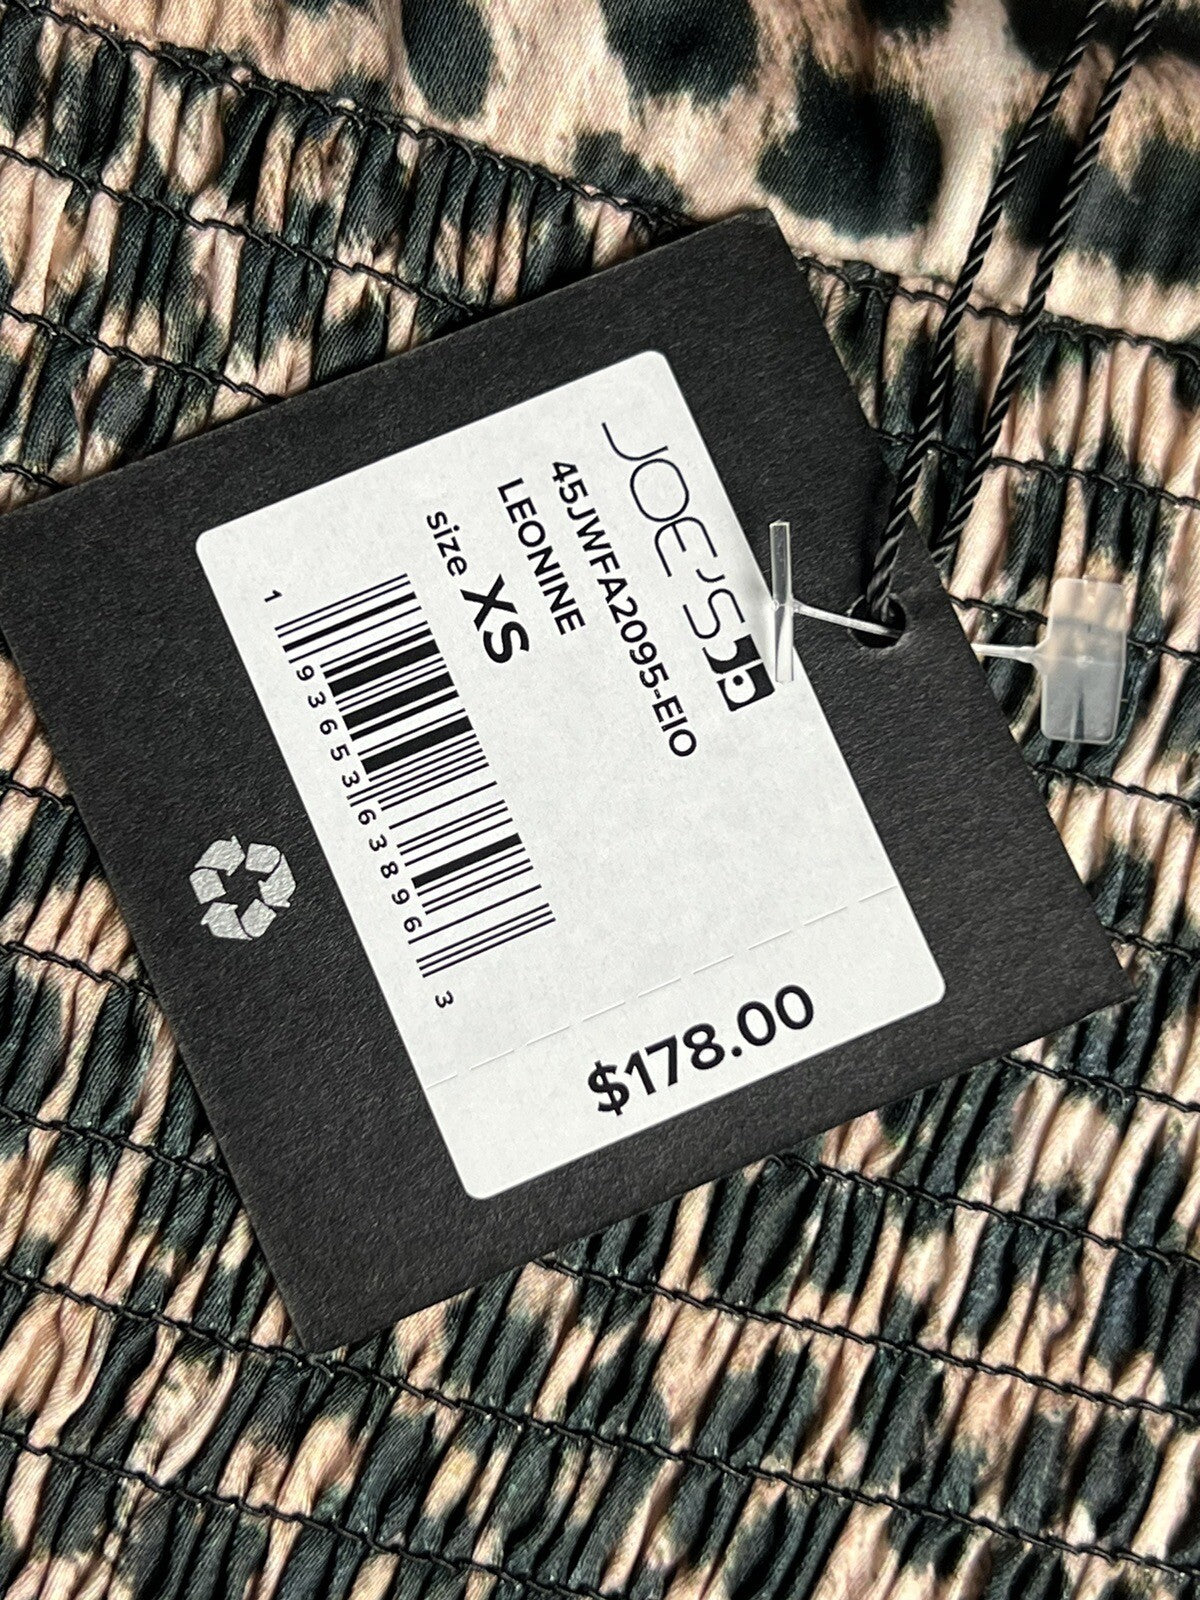 JOE'S
45JWFA2095-EIO
LEONINE
size XS
1 93653 63896 3
$178.00